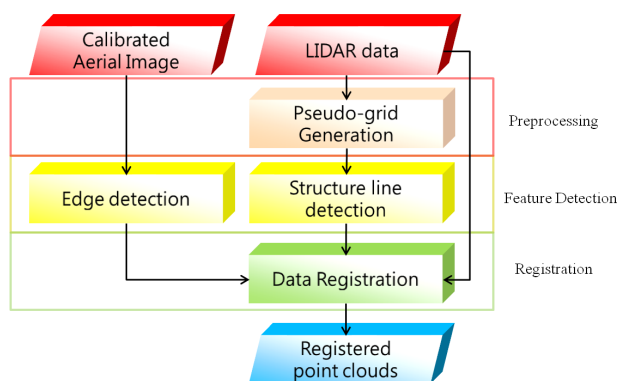 Calibrated
Aerial Image
LIDAR data
Pseudo-grid
Generation
Preprocessing
Edge detection
Structure line
detection
Feature Detection
Data Registration
Registration
Registered
point clouds